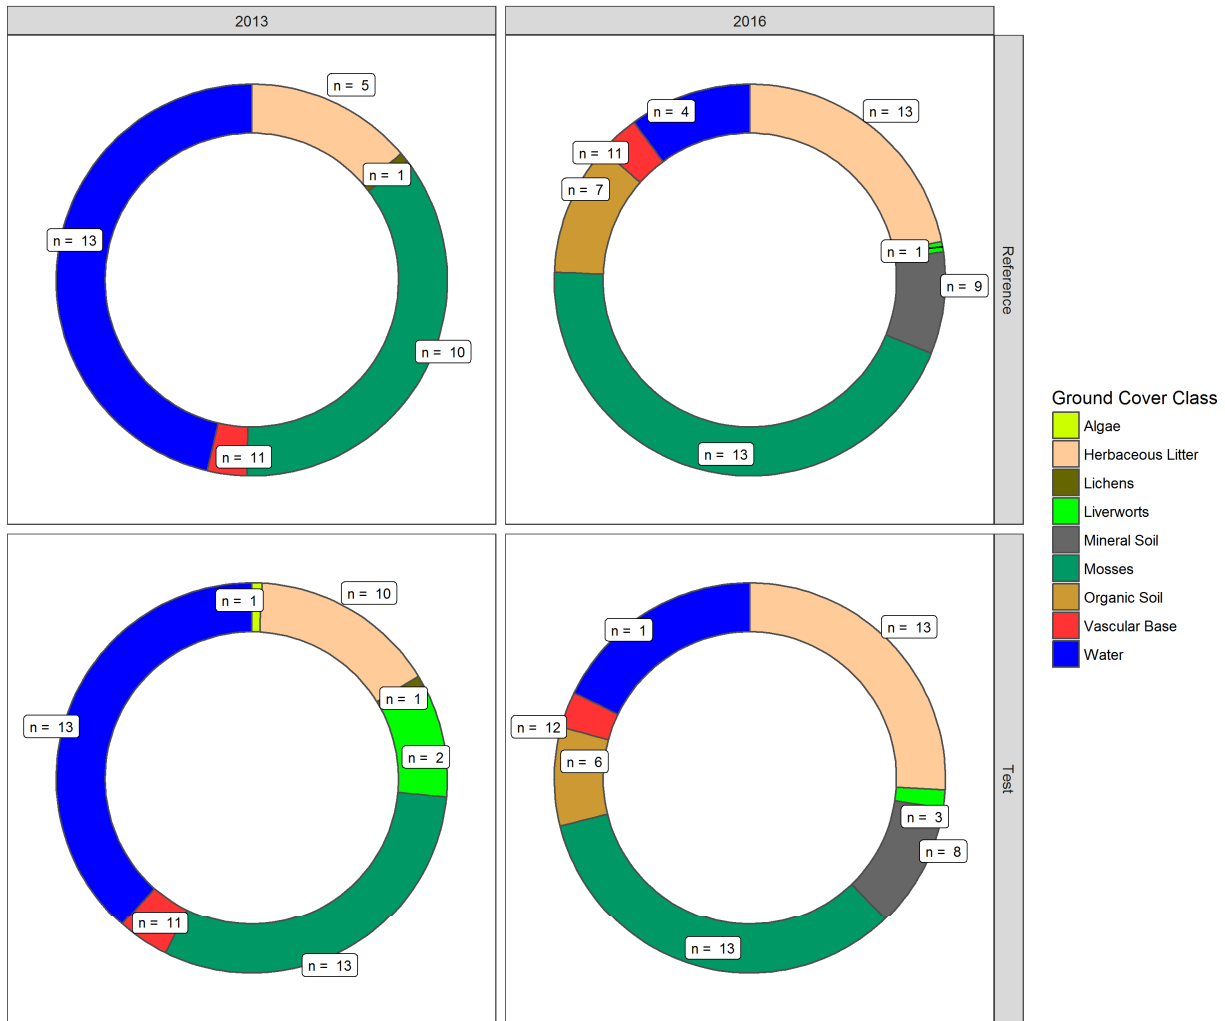 2013
2016
n = 5
n = 1
n = 13
n = 10
n = 11
n = 4
n = 13
n = 11
n = 7
n = 1
n = 9
n = 13
Reference
n = 1
n = 10
n = 1
n = 13
n = 2
n = 11
n = 13
n = 1
n = 13
n = 12
n = 6
n = 3
n = 8
n = 13
Test
Ground Cover Class
Algae
Herbaceous Litter
Lichens
Liverworts
Mineral Soil
Mosses
Organic Soil
Vascular Base
Water